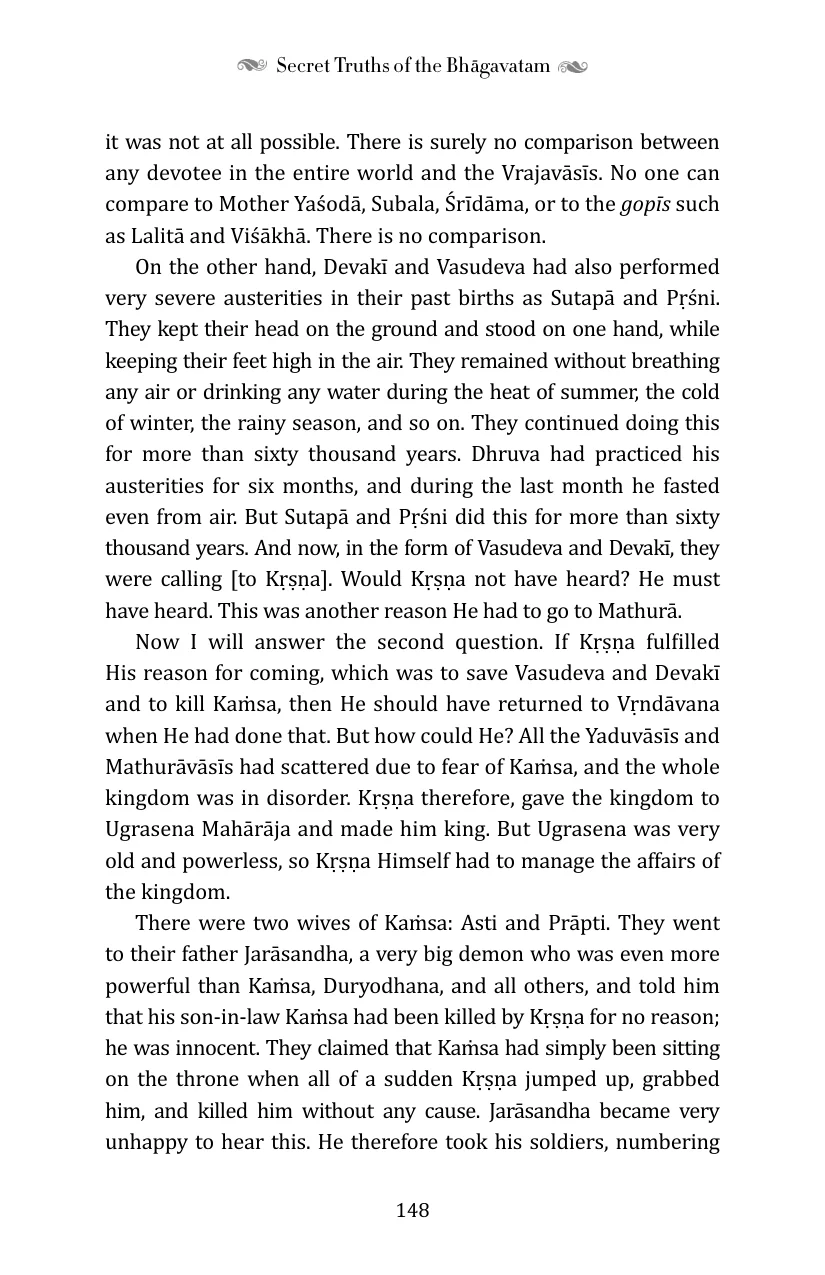 Secret Truths of the Bhāgavatam
it was not at all possible. There is surely no comparison between
any devotee in the entire world and the Vrajavāsīs. No one can
compare to Mother Yaśodā, Subala, Śrīdāma, or to the gopīs such
as Lalitā and Viśākhā. There is no comparison.
On the other hand, Devakī and Vasudeva had also performed
very severe austerities in their past births as Sutapā and Pṛśni.
They kept their head on the ground and stood on one hand, while
keeping their feet high in the air. They remained without breathing
any air or drinking any water during the heat of summer, the cold
of winter, the rainy season, and so on. They continued doing this
for more than sixty thousand years. Dhruva had practiced his
austerities for six months, and during the last month he fasted
even from air. But Sutapā and Pṛśni did this for more than sixty
thousand years. And now, in the form of Vasudeva and Devakī, they
were calling [to Kṛṣṇa]. Would Kṛṣṇa not have heard? He must
have heard. This was another reason He had to go to Mathurā.
Now I will answer the second question. If Kṛṣṇa fulfilled
His reason for coming, which was to save Vasudeva and Devakī
and to kill Kaṁsa, then He should have returned to Vṛndāvana
when He had done that. But how could He? All the Yaduvāsīs and
Mathurāvāsīs had scattered due to fear of Kaṁsa, and the whole
kingdom was in disorder. Kṛṣṇa therefore, gave the kingdom to
Ugrasena Mahārāja and made him king. But Ugrasena was very
old and powerless, so Kṛṣṇa Himself had to manage the affairs of
the kingdom.
There were two wives of Kaṁsa: Asti and Prāpti. They went
to their father Jarāsandha, a very big demon who was even more
powerful than Kaṁsa, Duryodhana, and all others, and told him
that his son-in-law Kaṁsa had been killed by Kṛṣṇa for no reason;
he was innocent. They claimed that Kaṁsa had simply been sitting
on the throne when all of a sudden Kṛṣṇa jumped up, grabbed
him, and killed him without any cause. Jarāsandha became very
unhappy to hear this. He therefore took his soldiers, numbering
148